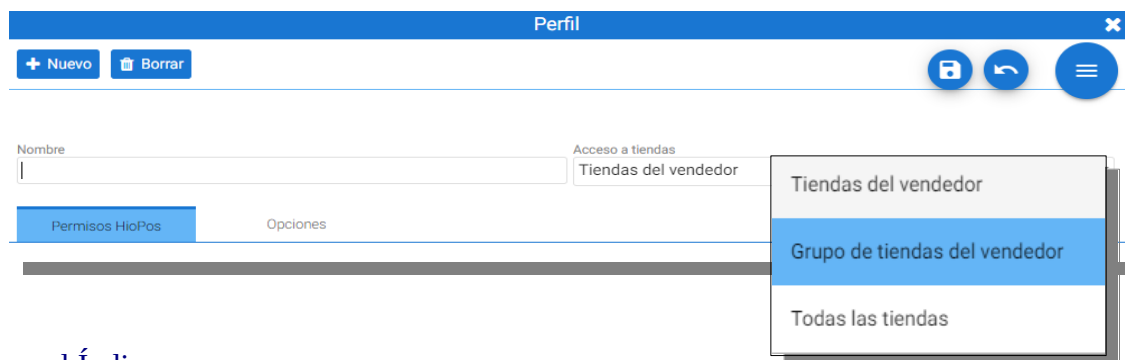 Perfil
Nuevo Borrar
Nombre
Acceso a tiendas
Tiendas del vendedor
Tiendas del vendedor
Permisos HioPos Opciones
Grupo de tiendas del vendedor
Todas las tiendas